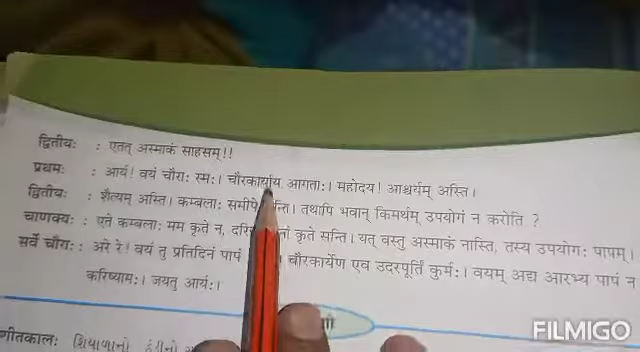 द्वितीयः : एतत् अस्माकं साहसम्!!
प्रथमः : आर्य! वयं चौराः स्मः। चौरकार्याय आगताः। महोदय! आश्चर्यम् अस्ति।
द्वितीयः : शैत्यम् अस्ति। कम्बलाः समीपे सन्ति। तथापि भवान् किमर्थम् उपयोगं न करोति ?
चाणक्यः : एते कम्बलाः मम कृते न, कृते सन्ति। यत् वस्तु अस्माकं नास्ति, तस्य उपयोगः पापम्।
सर्वे चौराः : अरे रे! वयं तु प्रतिदिनं पापं चौरकार्येण एव उदरपूर्तिं कुर्मः। वयम् अद्य आरभ्य पापं न
करिष्यामः। जयतु आर्यः।
गीतकालः
FILMIGO